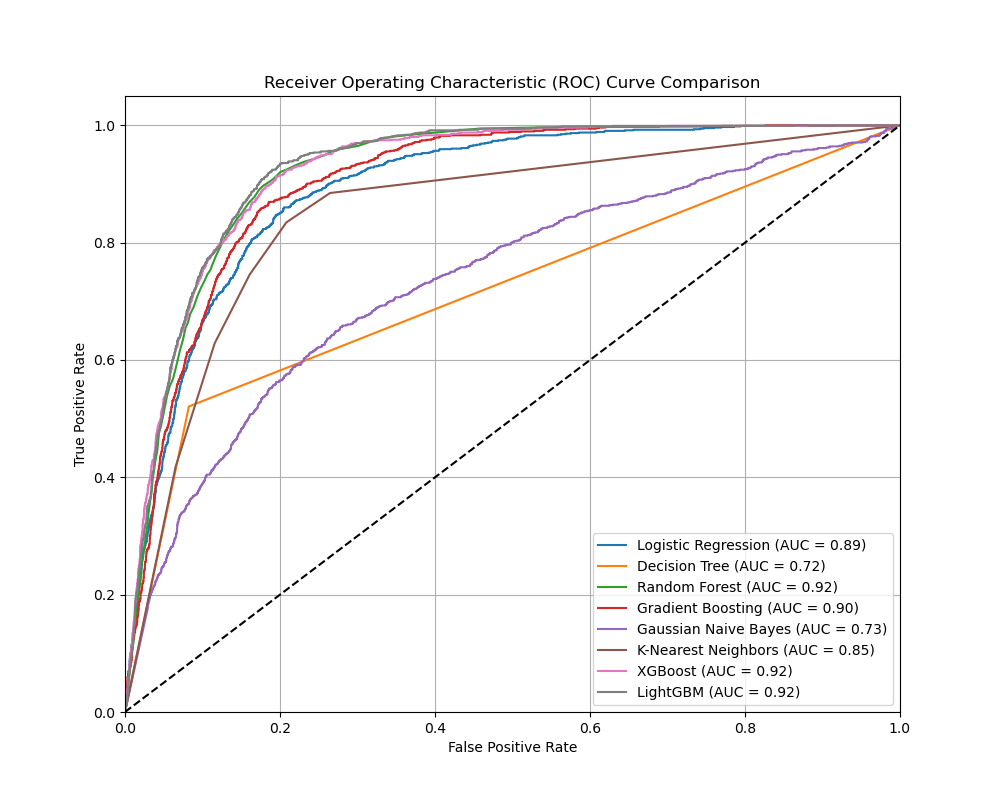 Receiver Operating Characteristic (ROC) Curve Comparison
True Positive Rate
1.0
0.8
0.6
0.4
0.2
0.0
0.0 0.2 0.4 0.6 0.8 1.0
False Positive Rate
Logistic Regression (AUC = 0.89)
Decision Tree (AUC = 0.72)
Random Forest (AUC = 0.92)
Gradient Boosting (AUC = 0.90)
Gaussian Naive Bayes (AUC = 0.73)
K-Nearest Neighbors (AUC = 0.85)
XGBoost (AUC = 0.92)
LightGBM (AUC = 0.92)